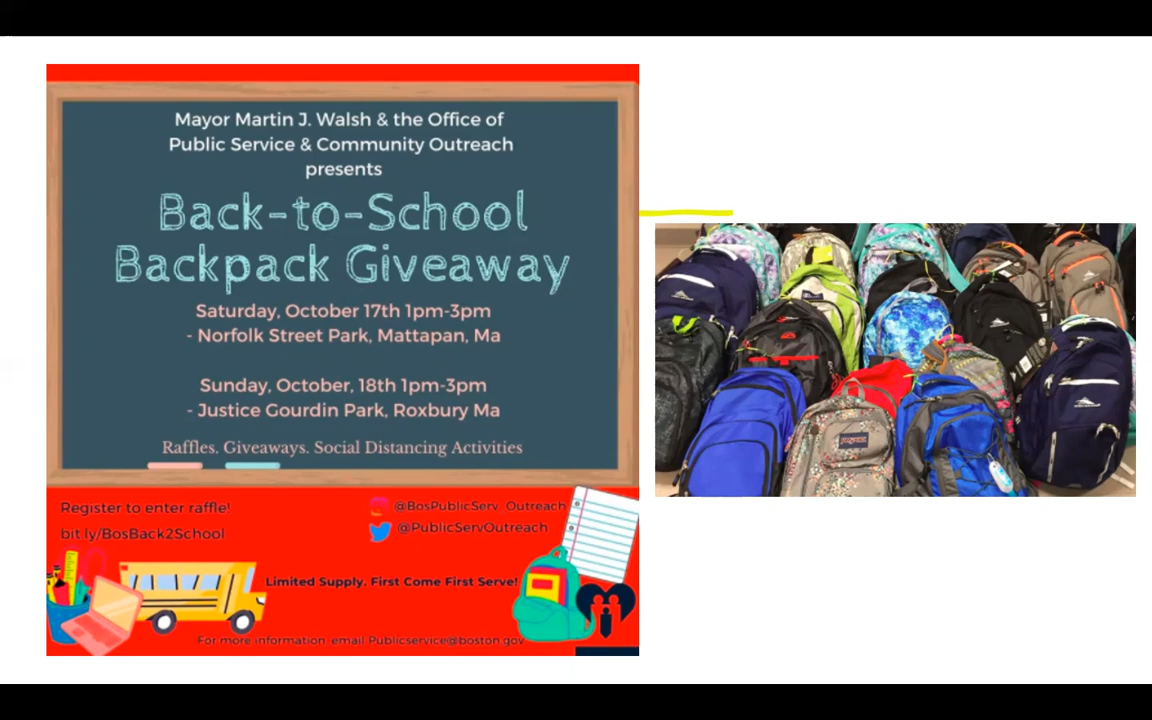 Mayor Martin J. Walsh & the Office of
Public Service & Community Outreach
presents
Back-to-School
Backpack Giveaway
Saturday, October 17th 1pm-3pm
- Norfolk Street Park, Mattapan, Ma
Sunday, October, 18th 1pm-3pm
- Justice Gourdin Park, Roxbury Ma
Raffles. Giveaways. Social Distancing Activities
Register to enter raffle!
bit.ly/BosBack2School
@BosPublicServ_Outreach
@PublicServOutreach
Limited Supply. First Come First Serve!
For more information, email Publicservice@boston.gov
JANSPORT